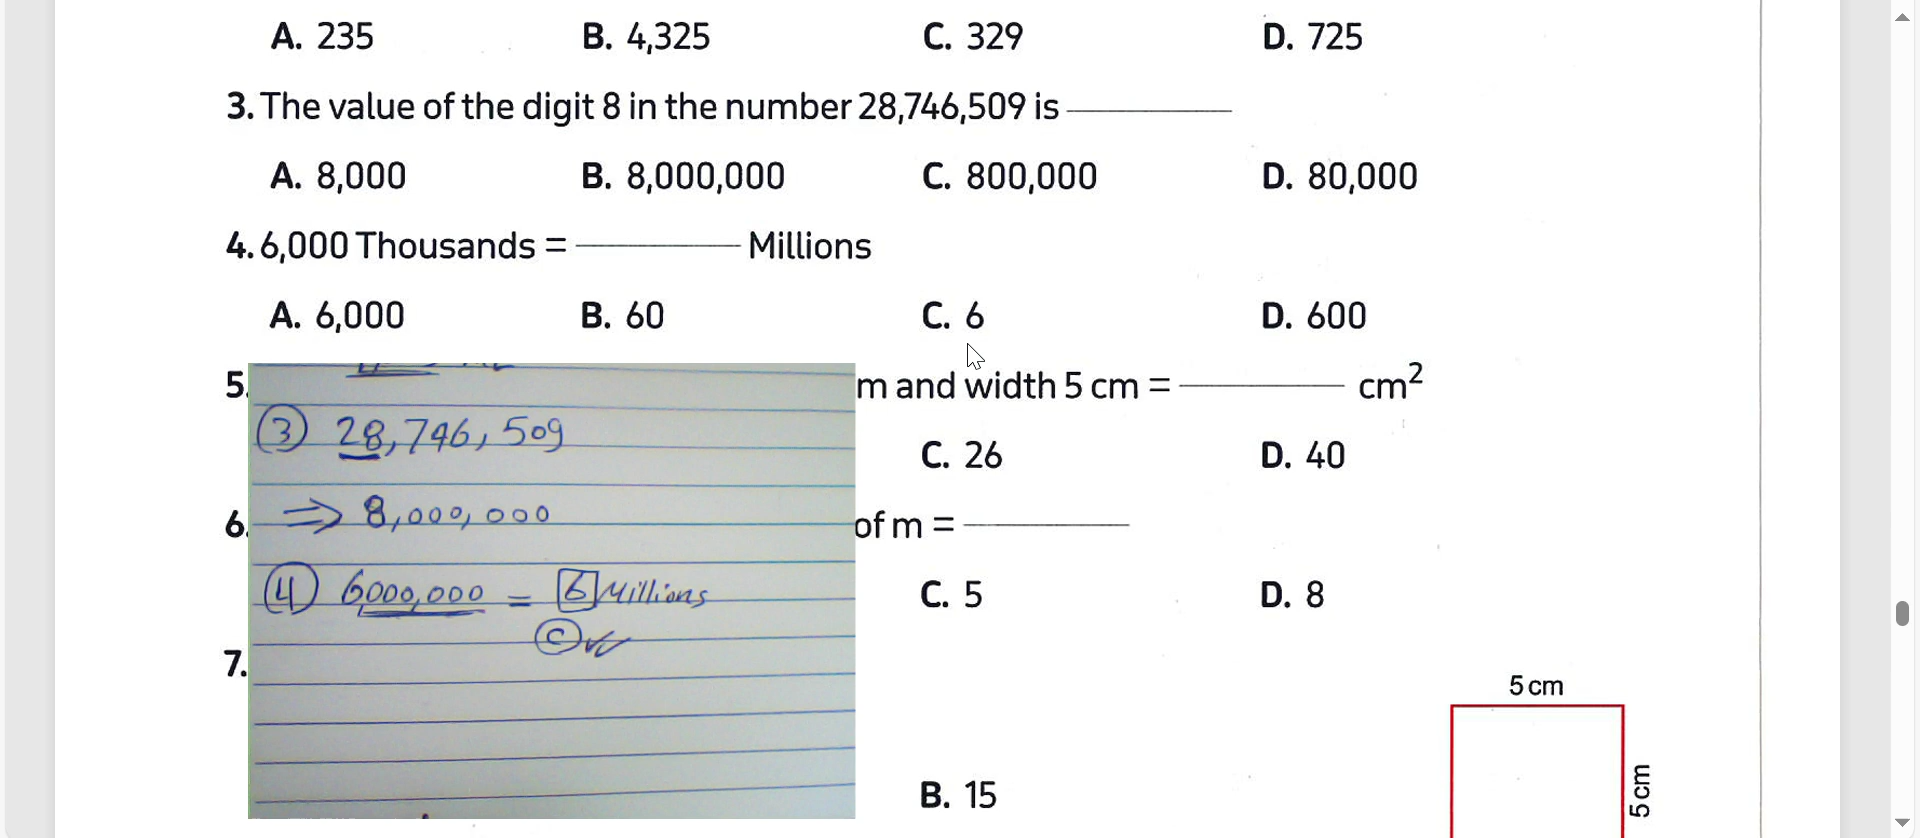 A. 235 B. 4,325 C. 329 D. 725
3. The value of the digit 8 in the number 28,746,509 is
A. 8,000 B. 8,000,000 C. 800,000 D. 80,000
4. 6,000 Thousands = Millions
A. 6,000 B. 60 C. 6 D. 600
5. m and width 5 cm = cm²
C. 26 D. 40
6. of m =
C. 5 D. 8
7.
B. 15
5 cm
5 cm
③ 28,746,509
⇒ 8,000,000
④ 6000,000 = 6 Millions
ⓒ